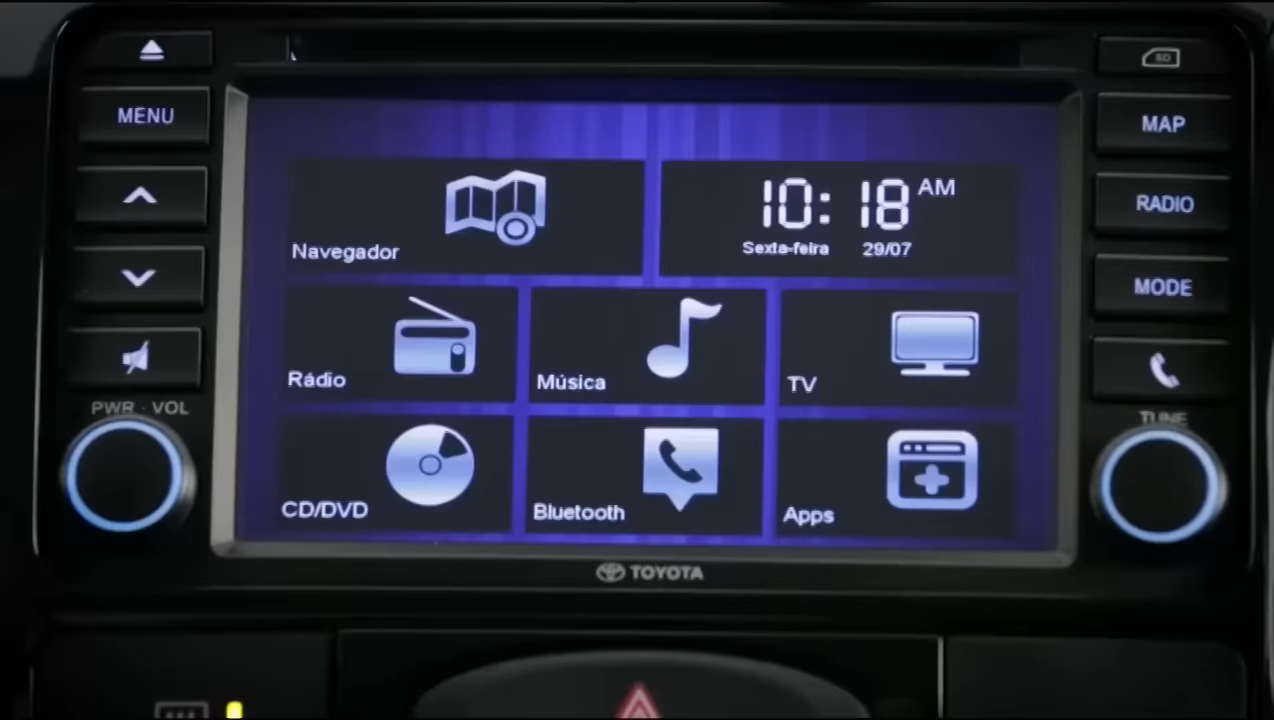 SD
MENU
MAP
RADIO
MODE
PWR - VOL
TUNE
Navegador
10:18 AM
Sexta-feira 29/07
Rádio
Música
TV
CD/DVD
Bluetooth
Apps
TOYOTA